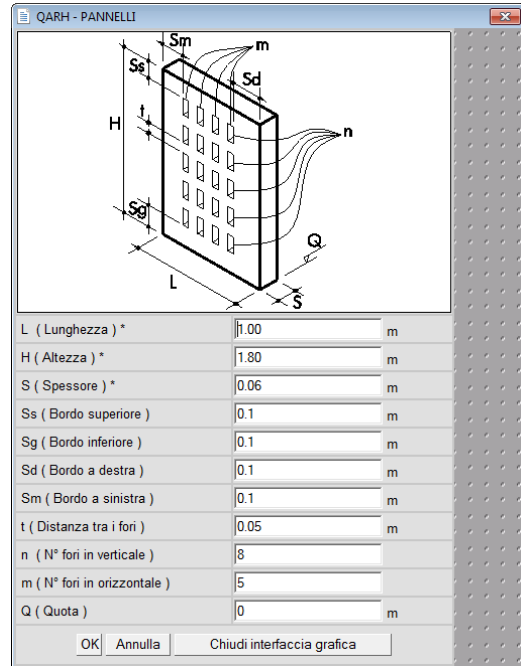 QARH - PANNELLI
Sm
m
Ss
Sd
t
H
n
Sg
Q
L
S
L ( Lunghezza ) * 1.00 m
H ( Altezza ) * 1.80 m
S ( Spessore ) * 0.06 m
Ss ( Bordo superiore ) 0.1 m
Sg ( Bordo inferiore ) 0.1 m
Sd ( Bordo a destra ) 0.1 m
Sm ( Bordo a sinistra ) 0.1 m
t ( Distanza tra i fori ) 0.05 m
n ( N° fori in verticale ) 8
m ( N° fori in orizzontale ) 5
Q ( Quota ) 0 m
OK Annulla Chiudi interfaccia grafica